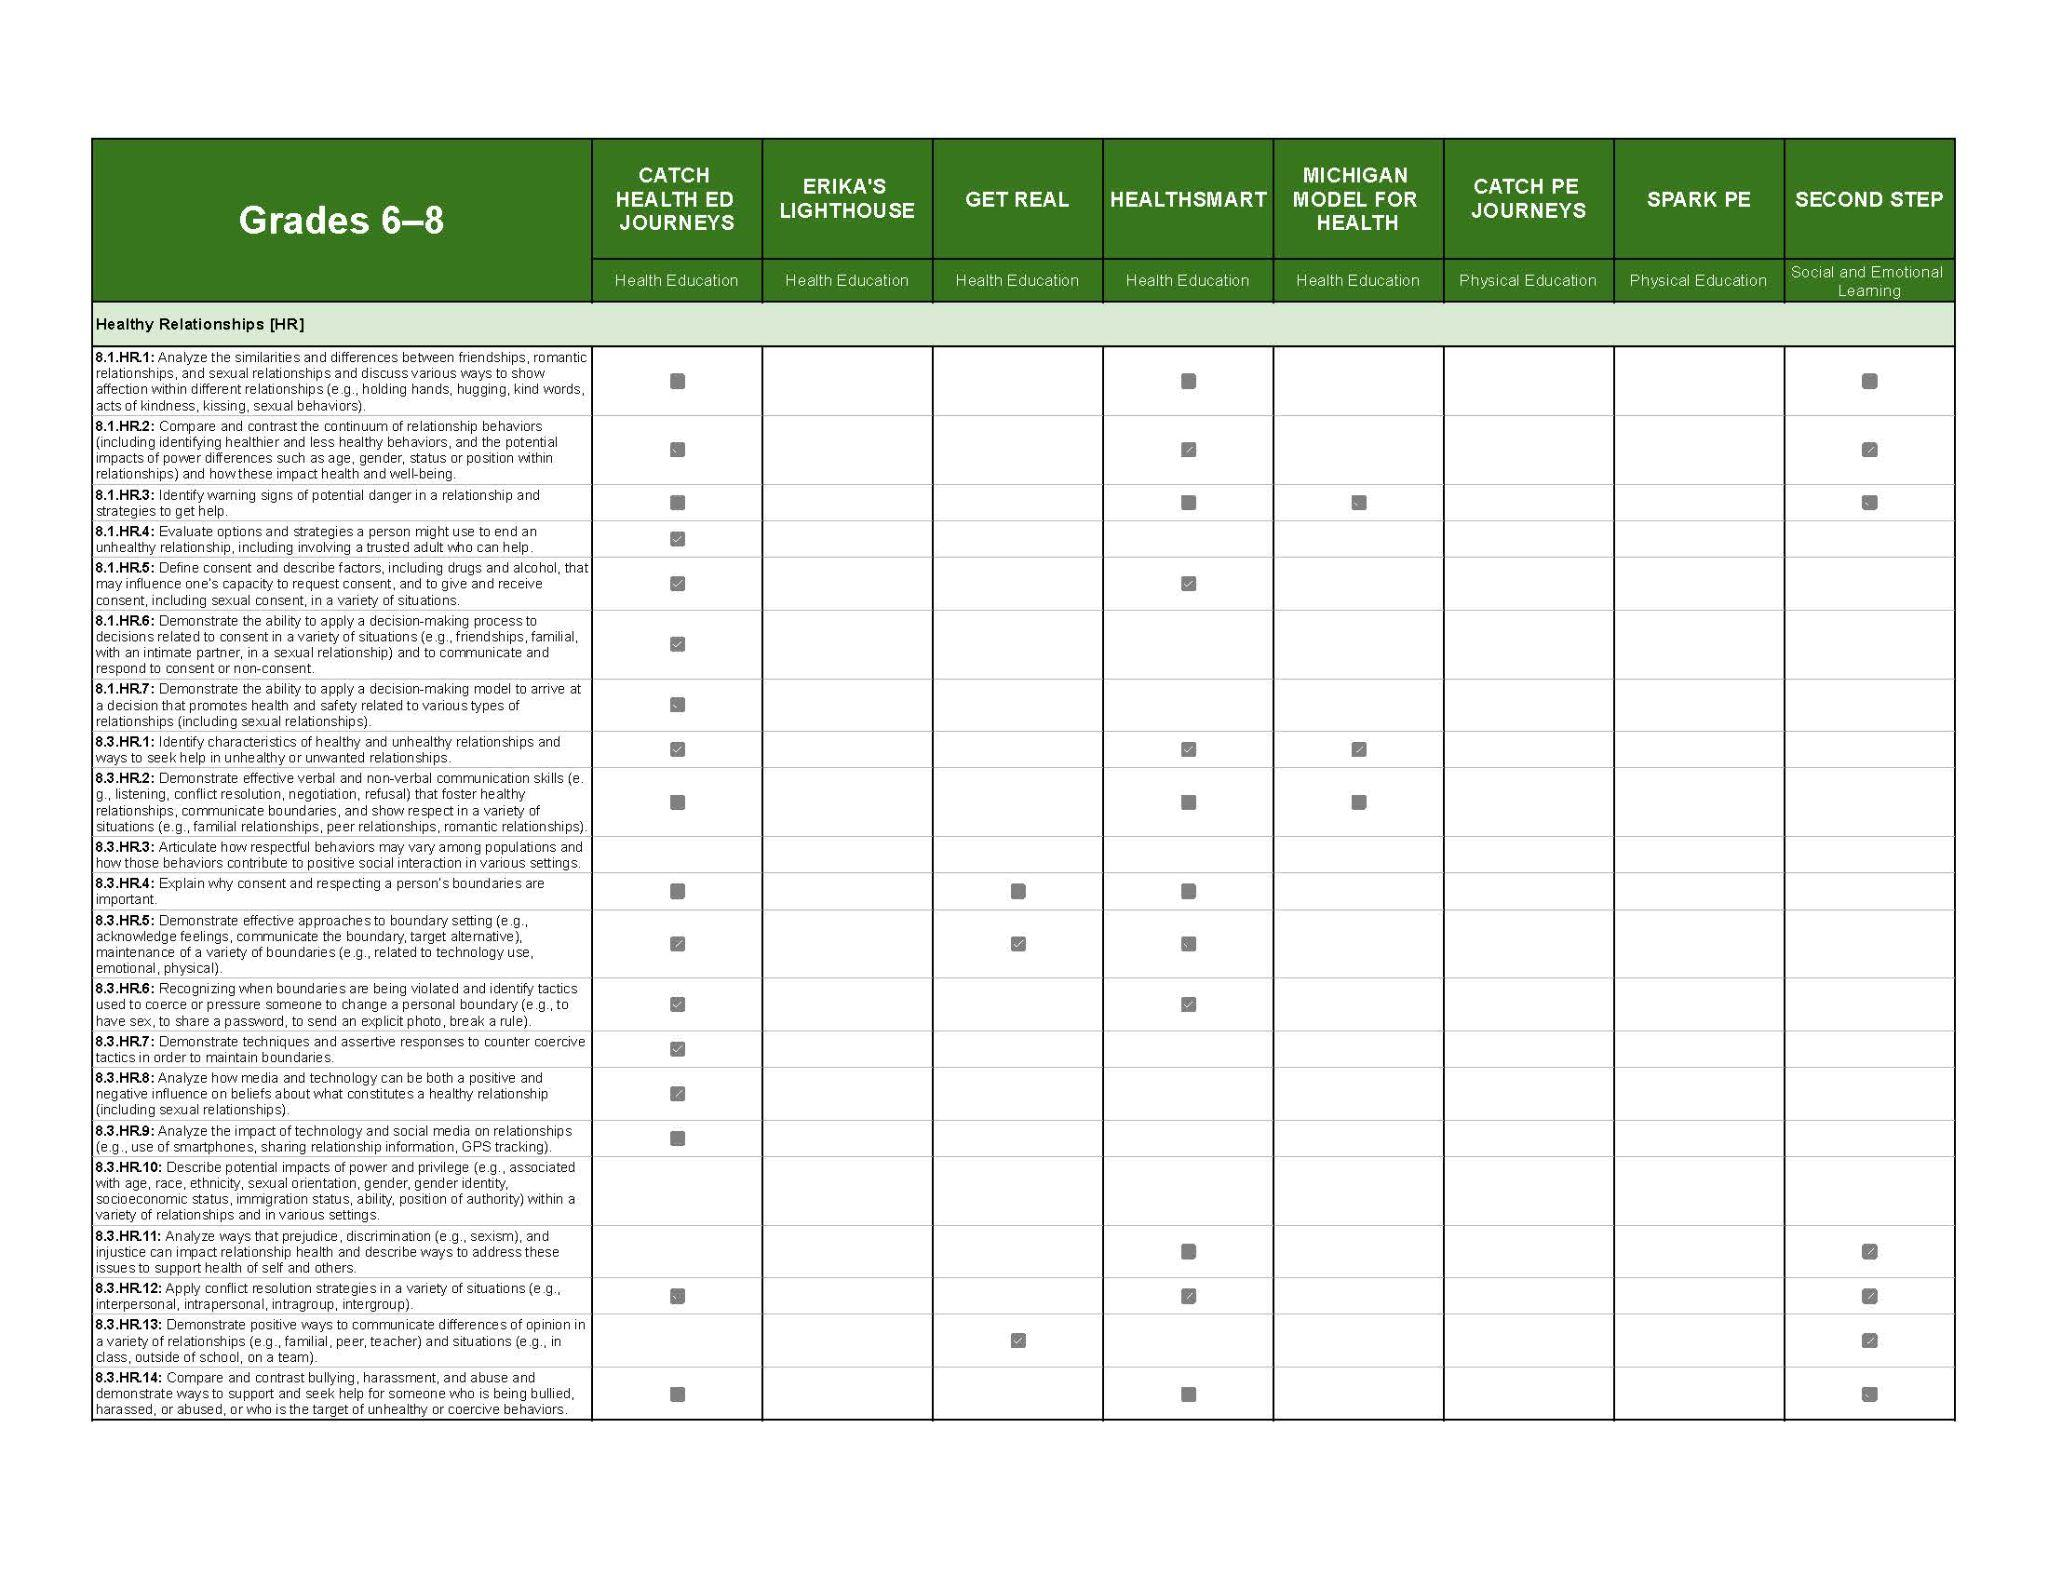 Grades 6–8
CATCH
HEALTH ED
JOURNEYS
ERIKA'S
LIGHTHOUSE
GET REAL
HEALTHSMART
MICHIGAN
MODEL FOR
HEALTH
CATCH PE
JOURNEYS
SPARK PE
SECOND STEP
Health Education
Health Education
Health Education
Health Education
Health Education
Physical Education
Physical Education
Social and Emotional
Learning
Healthy Relationships [HR]
8.1.HR.1: Analyze the similarities and differences between friendships, romantic
relationships, and sexual relationships and discuss various ways to show
affection within different relationships (e.g., holding hands, hugging, kind words,
acts of kindness, kissing, sexual behaviors).
8.1.HR.2: Compare and contrast the continuum of relationship behaviors
(including identifying healthier and less healthy behaviors, and the potential
impacts of power differences such as age, gender, status or position within
relationships) and how these impact health and well-being.
8.1.HR.3: Identify warning signs of potential danger in a relationship and
strategies to get help.
8.1.HR.4: Evaluate options and strategies a person might use to end an
unhealthy relationship, including involving a trusted adult who can help.
8.1.HR.5: Define consent and describe factors, including drugs and alcohol, that
may influence one's capacity to request consent, and to give and receive
consent, including sexual consent, in a variety of situations.
8.1.HR.6: Demonstrate the ability to apply a decision-making process to
decisions related to consent in a variety of situations (e.g., friendships, familial,
with an intimate partner, in a sexual relationship) and to communicate and
respond to consent or non-consent.
8.1.HR.7: Demonstrate the ability to apply a decision-making model to arrive at
a decision that promotes health and safety related to various types of
relationships (including sexual relationships).
8.3.HR.1: Identify characteristics of healthy and unhealthy relationships and
ways to seek help in unhealthy or unwanted relationships.
8.3.HR.2: Demonstrate effective verbal and non-verbal communication skills (e.
g., listening, conflict resolution, negotiation, refusal) that foster healthy
relationships, communicate boundaries, and show respect in a variety of
situations (e.g., familial relationships, peer relationships, romantic relationships).
8.3.HR.3: Articulate how respectful behaviors may vary among populations and
how those behaviors contribute to positive social interaction in various settings.
8.3.HR.4: Explain why consent and respecting a person's boundaries are
important.
8.3.HR.5: Demonstrate effective approaches to boundary setting (e.g.,
acknowledge feelings, communicate the boundary, target alternative),
maintenance of a variety of boundaries (e.g., related to technology use,
emotional, physical).
8.3.HR.6: Recognizing when boundaries are being violated and identify tactics
used to coerce or pressure someone to change a personal boundary (e.g., to
have sex, to share a password, to send an explicit photo, break a rule).
8.3.HR.7: Demonstrate techniques and assertive responses to counter coercive
tactics in order to maintain boundaries.
8.3.HR.8: Analyze how media and technology can be both a positive and
negative influence on beliefs about what constitutes a healthy relationship
(including sexual relationships).
8.3.HR.9: Analyze the impact of technology and social media on relationships
(e.g., use of smartphones, sharing relationship information, GPS tracking).
8.3.HR.10: Describe potential impacts of power and privilege (e.g., associated
with age, race, ethnicity, sexual orientation, gender, gender identity,
socioeconomic status, immigration status, ability, position of authority) within a
variety of relationships and in various settings.
8.3.HR.11: Analyze ways that prejudice, discrimination (e.g., sexism), and
injustice can impact relationship health and describe ways to address these
issues to support health of self and others.
8.3.HR.12: Apply conflict resolution strategies in a variety of situations (e.g.,
interpersonal, intrapersonal, intragroup, intergroup).
8.3.HR.13: Demonstrate positive ways to communicate differences of opinion in
a variety of relationships (e.g., familial, peer, teacher) and situations (e.g., in
class, outside of school, on a team).
8.3.HR.14: Compare and contrast bullying, harassment, and abuse and
demonstrate ways to support and seek help for someone who is being bullied,
harassed, or abused, or who is the target of unhealthy or coercive behaviors.